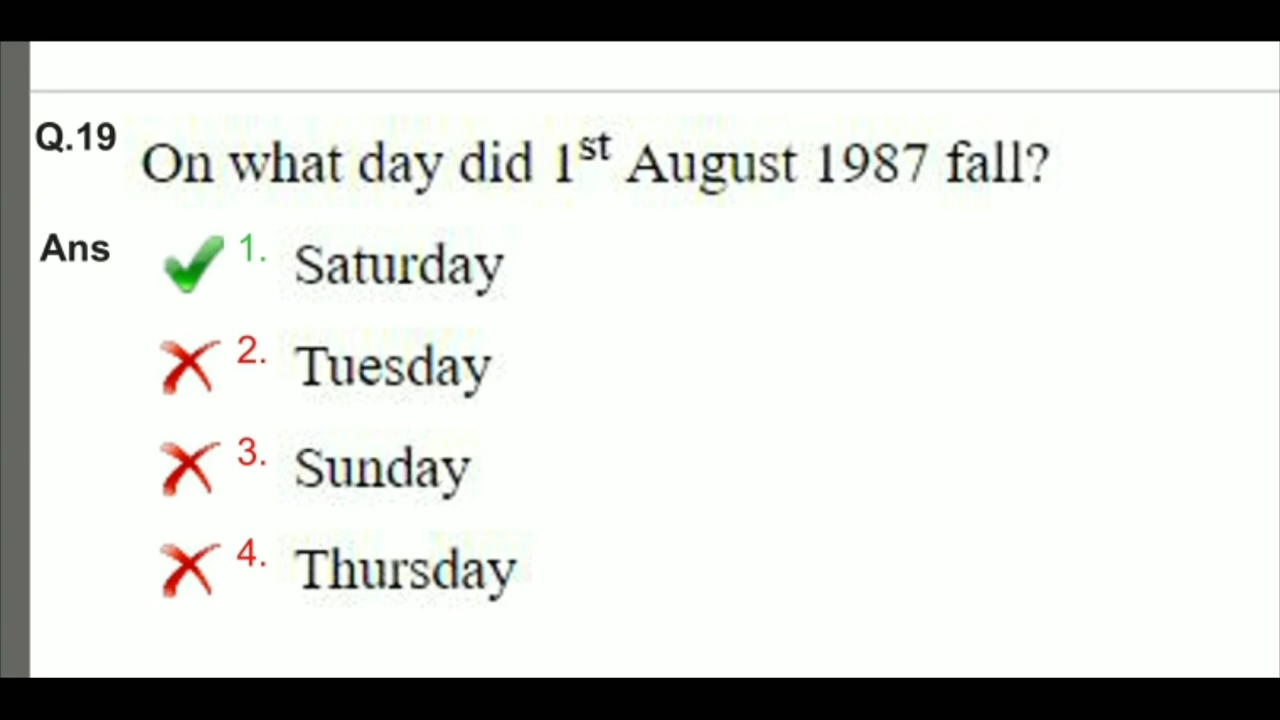 Q.19 On what day did 1st August 1987 fall?
Ans 1. Saturday
2. Tuesday
3. Sunday
4. Thursday